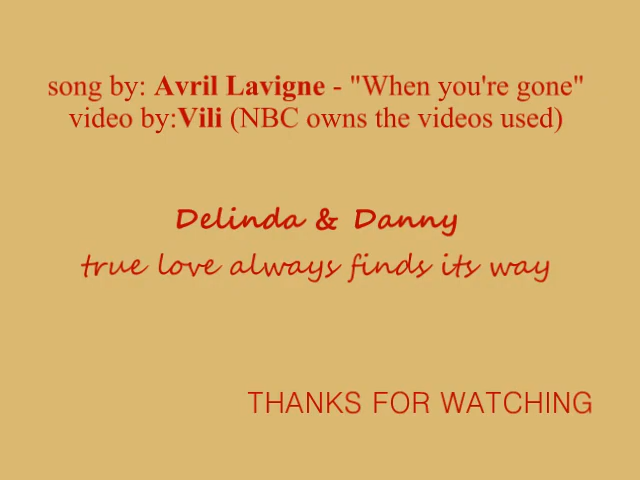 song by: Avril Lavigne - "When you're gone"
video by:Vili (NBC owns the videos used)
Delinda & Danny
true love always finds its way
THANKS FOR WATCHING